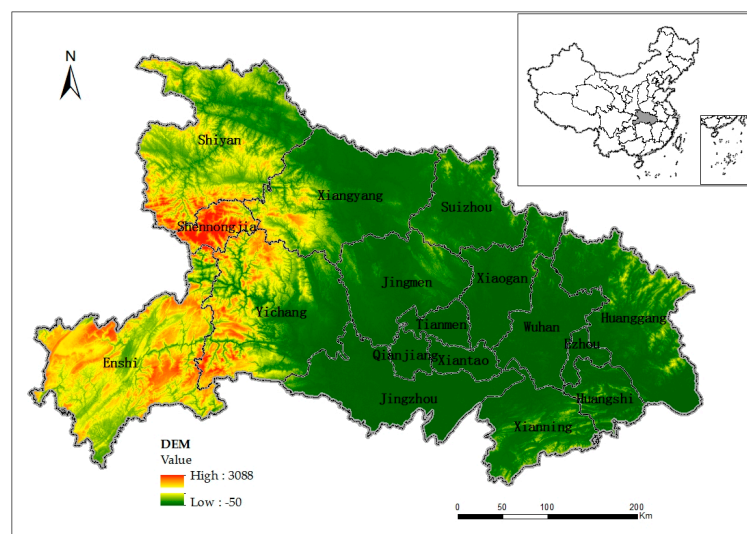 N
Shiyan
Xiangyang
Suizhou
Shennongjia
Jingmen
Xiaogan
Yichang
Tianmen
Wuhan
Huanggang
Ezhou
Enshi
Qianjiang
Xiantao
Jingzhou
Huangshi
Xianning
DEM
Value
High : 3088
Low : -50
0 50 100 200
Km